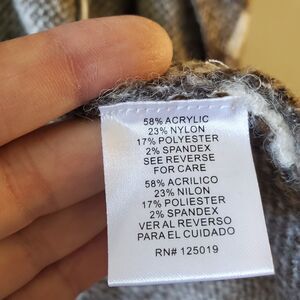 58% ACRYLIC
23% NYLON
17% POLYESTER
2% SPANDEX
SEE REVERSE
FOR CARE
58% ACRILICO
23% NILON
17% POLIESTER
2% SPANDEX
VER AL REVERSO
PARA EL CUIDADO
RN# 125019